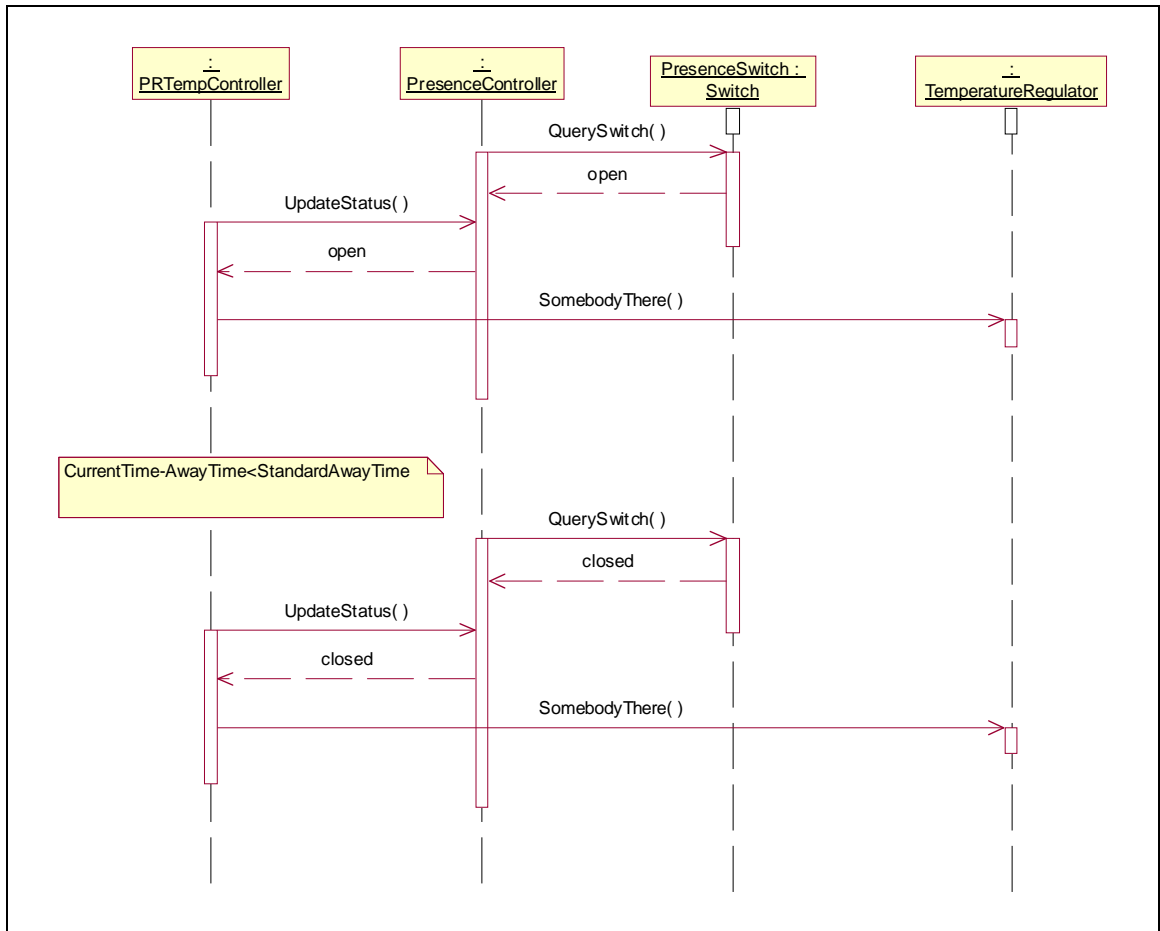 :
PRTempController
:
PresenceController
PresenceSwitch :
Switch
:
TemperatureRegulator
QuerySwitch( )
open
UpdateStatus( )
open
SomebodyThere( )
CurrentTime-AwayTime<StandardAwayTime
QuerySwitch( )
closed
UpdateStatus( )
closed
SomebodyThere( )